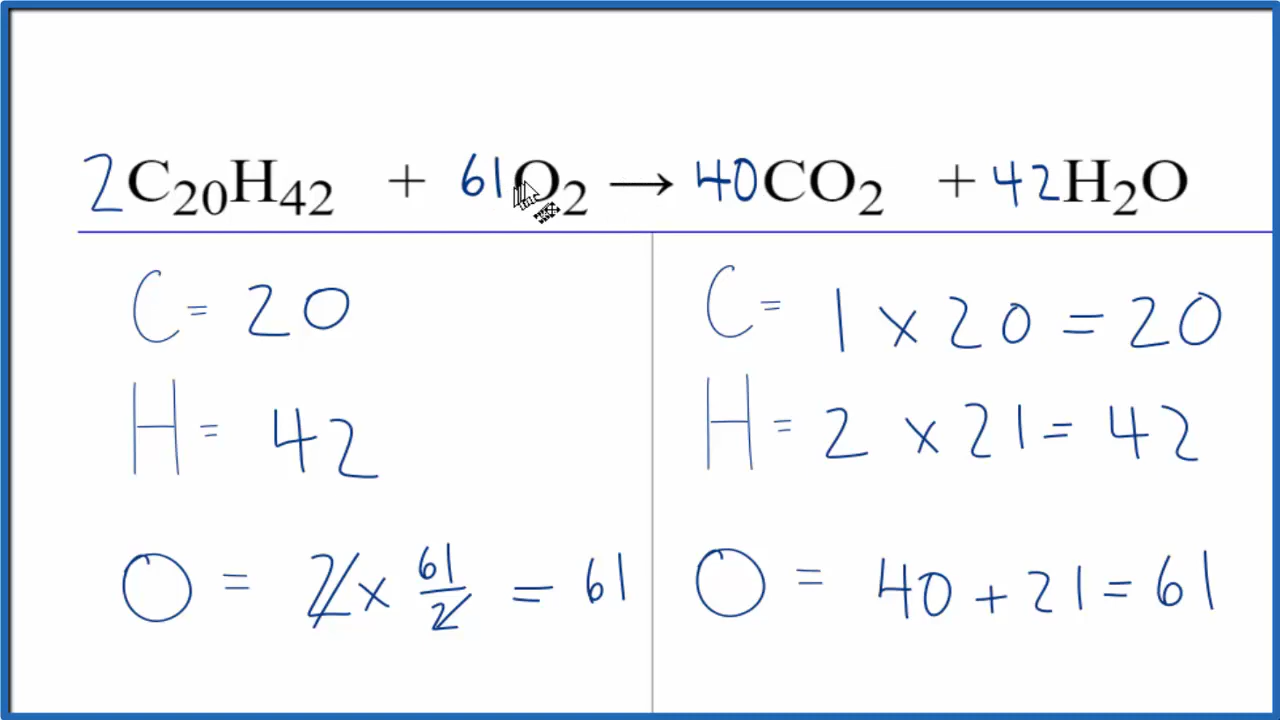 2C₂₀H₄₂ + 61O₂ → 40CO₂ + 42H₂O
C = 20
C = 1 x 20 = 20
H = 42
H = 2 x 21 = 42
O = 2 x 61/2 = 61
O = 40 + 21 = 61